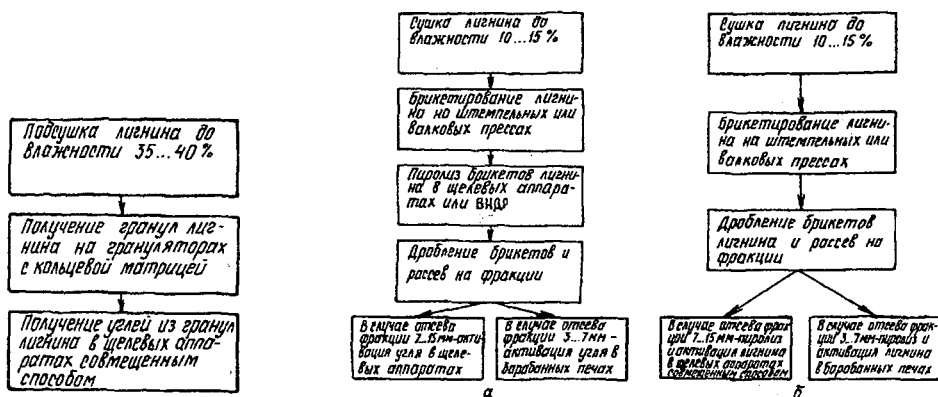 Подсушка лигнина до
влажности 35...40 %
Получение гранул лиг-
нина на грануляторах
с кольцевой матрицей
Получение углей из гранул
лигнина в щелевых аппа-
ратах совмещенным
способом
Сушка лигнина до
влажности 10...15 %
Брикетирование лигни-
на на штемпельных или
валковых прессах
Пиролиз брикетов лигни-
на в щелевых аппара-
тах или ВНДР
Дробление брикетов и
рассев на фракции
В случае отсева
фракции 7...15 мм-акти-
вация угля в щеле-
вых аппаратах
В случае отсева
фракции 3...7 мм -
активация угля в
барабанных печах
а
Сушка лигнина до
влажности 10...15 %
Брикетирование лигни-
на на штемпельных или
валковых прессах
Дробление брикетов
лигнина и рассев на
фракции
В случае отсева фрак-
ции 7...15 мм-пиролиз
и активация лигнина
в щелевых аппаратах
совмещенным способом
В случае отсева фрак-
ции 3...7 мм-пиролиз и
активация лигнина
в барабанных печах
б